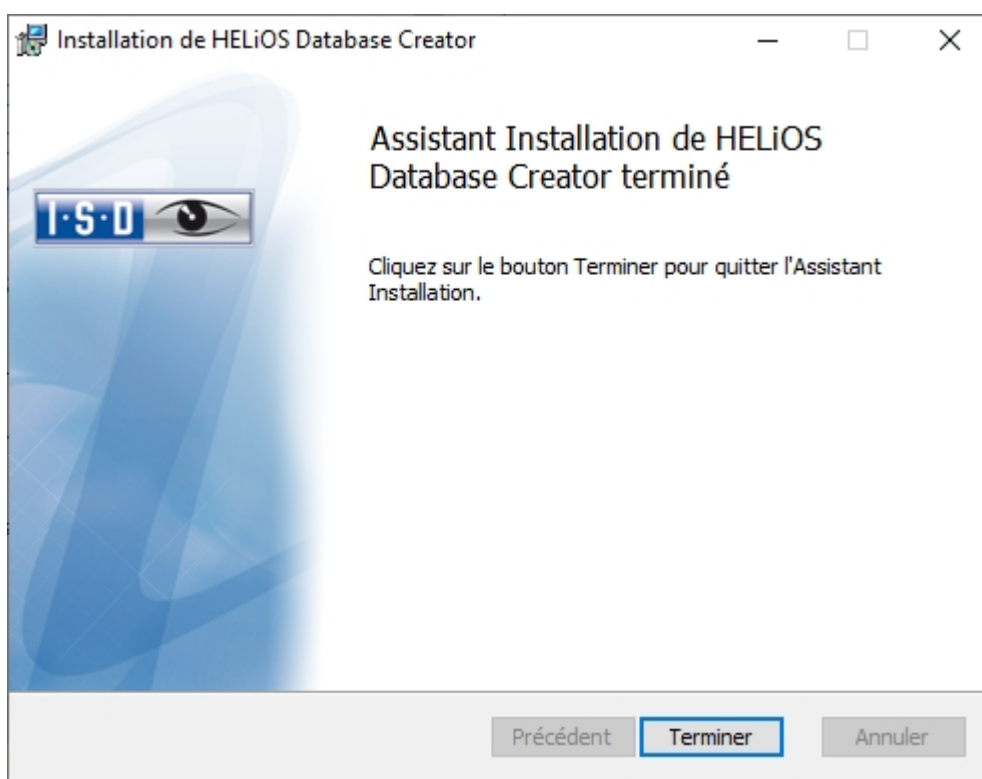 Installation de HELiOS Database Creator
Assistant Installation de HELiOS
Database Creator terminé
I·S·D
Cliquez sur le bouton Terminer pour quitter l'Assistant
Installation.
Précédent
Terminer
Annuler